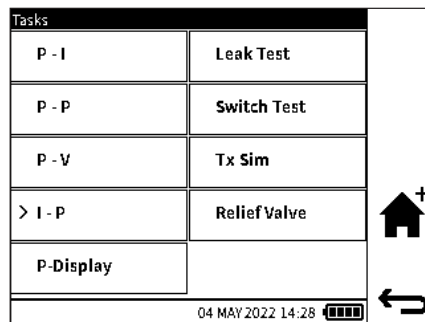 Tasks
P - I
Leak Test
P - P
Switch Test
P - V
Tx Sim
> I - P
Relief Valve
P-Display
04 MAY 2022 14:28